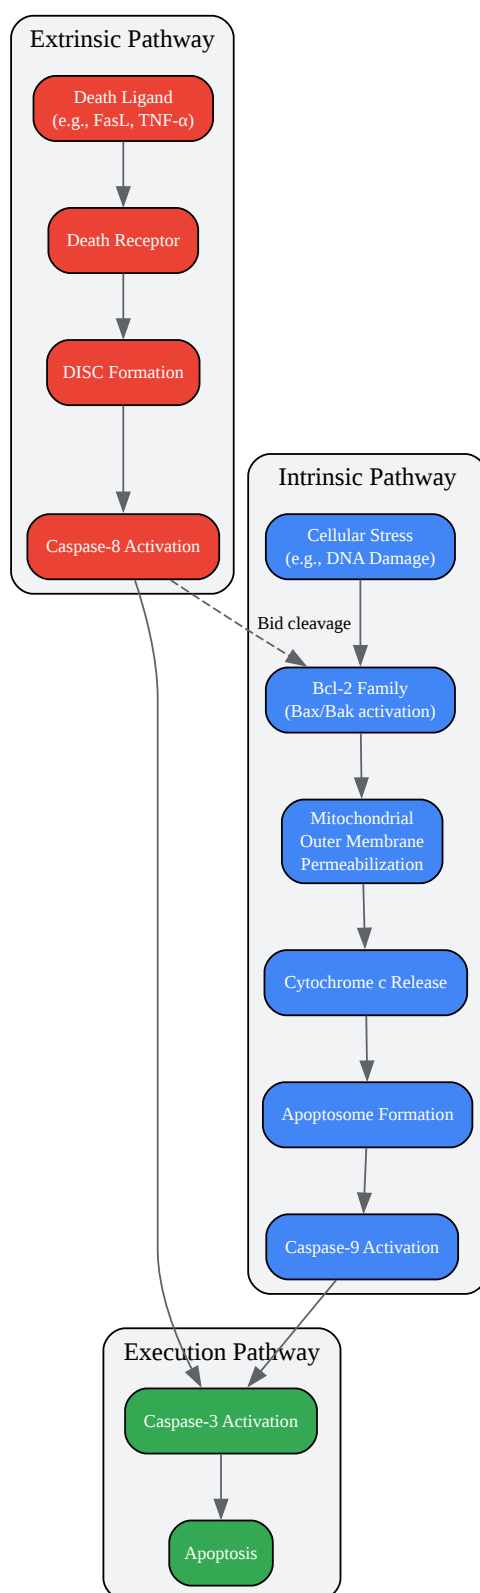 Extrinsic Pathway
Death Ligand
(e.g., FasL, TNF-α)
Death Receptor
DISC Formation
Caspase-8 Activation
Intrinsic Pathway
Cellular Stress
(e.g., DNA Damage)
Bid cleavage
Bcl-2 Family
(Bax/Bak activation)
Mitochondrial
Outer Membrane
Permeabilization
Cytochrome c Release
Apoptosome Formation
Caspase-9 Activation
Execution Pathway
Caspase-3 Activation
Apoptosis